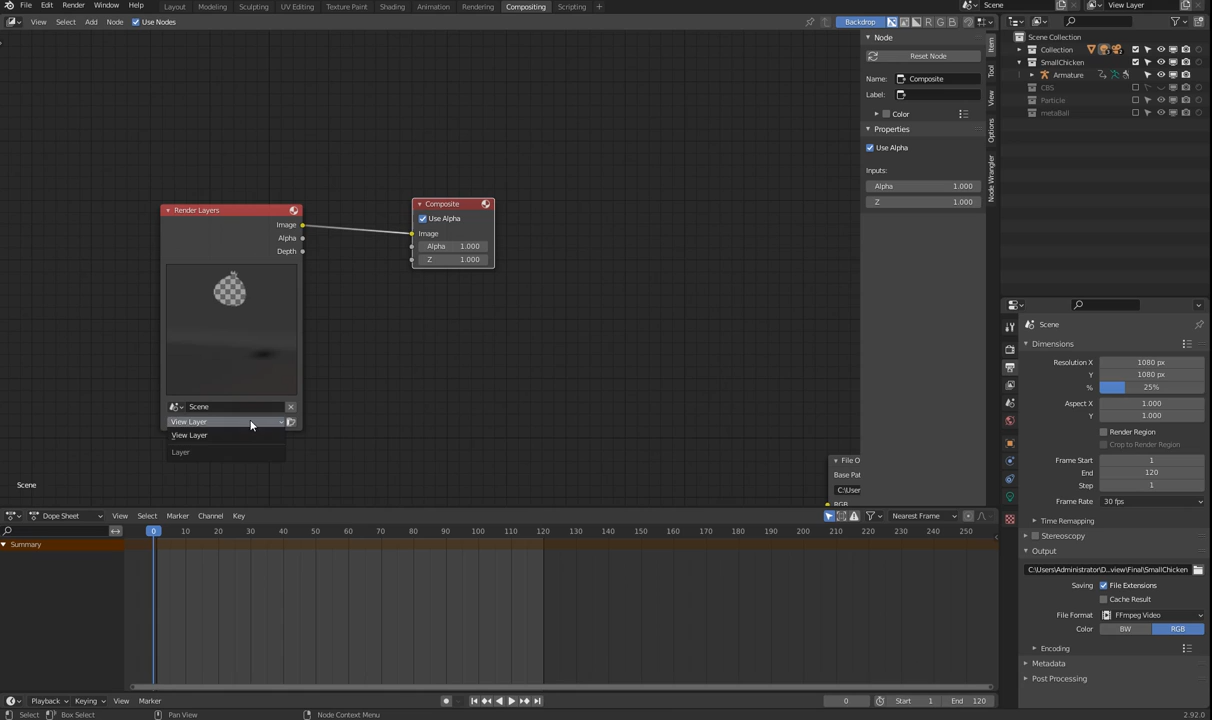 File Edit Render Window Help Layout Modeling Sculpting UV Editing Texture Paint Shading Animation Rendering Compositing Scripting + Scene View Layer
View Select Add Node Use Nodes Backdrop R G B
Node
Reset Node
Name: Composite
Label:
Color
Properties
Use Alpha
Inputs:
Alpha 1.000
Z 1.000
Item
Tool
View
Options
Node Wrangler
Render Layers
Image
Alpha
Depth
Scene
View Layer
View Layer
Layer
Composite
Use Alpha
Image
Alpha 1.000
Z 1.000
File O
Base Pat
C:\User
RGB
Scene
Scene Collection
Collection
SmallChicken
Armature
CBS
Particle
metaBall
Scene
Dimensions
Resolution X 1080 px
Y 1080 px
% 25%
Aspect X 1.000
Y 1.000
Render Region
Crop to Render Region
Frame Start 1
End 120
Step 1
Frame Rate 30 fps
Time Remapping
Stereoscopy
Output
C:\Users\Administrator\D...view\Final\SmallChicken
Saving File Extensions
Cache Result
File Format FFmpeg Video
Color BW RGB
Encoding
Metadata
Post Processing
Dope Sheet View Select Marker Channel Key Nearest Frame
0 10 20 30 40 50 60 70 80 90 100 110 120 130 140 150 160 170 180 190 200 210 220 230 240 250
Summary
Playback Keying View Marker 0 Start 1 End 120
Select Box Select Pan View Node Context Menu 2.92.0